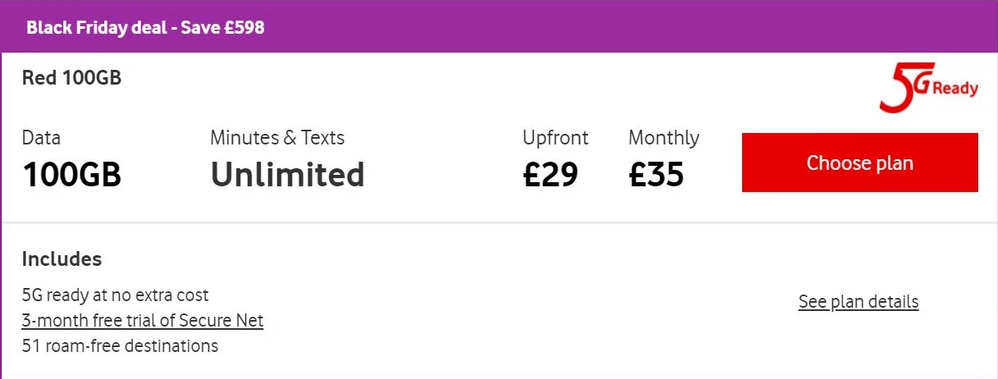 Black Friday deal - Save £598
Red 100GB
5G Ready
Data Minutes & Texts Upfront Monthly
100GB Unlimited £29 £35
Choose plan
Includes
5G ready at no extra cost
3-month free trial of Secure Net
51 roam-free destinations
See plan details